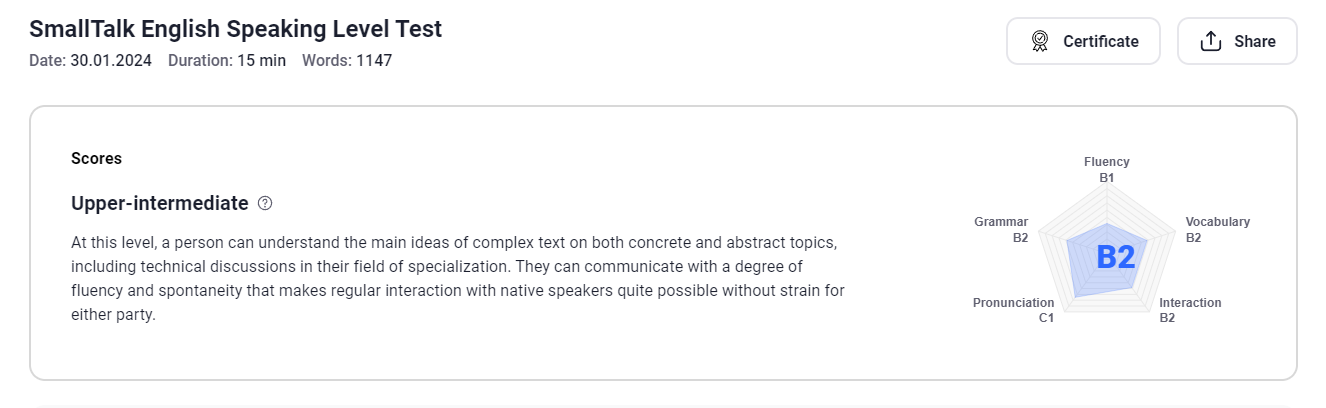 SmallTalk English Speaking Level Test
Certificate
Share
Date: 30.01.2024 Duration: 15 min Words: 1147
Scores
Upper-intermediate ?
At this level, a person can understand the main ideas of complex text on both concrete and abstract topics,
including technical discussions in their field of specialization. They can communicate with a degree of
fluency and spontaneity that makes regular interaction with native speakers quite possible without strain for
either party.
Fluency
B1
Grammar
B2
Vocabulary
B2
B2
Pronunciation
C1
Interaction
B2